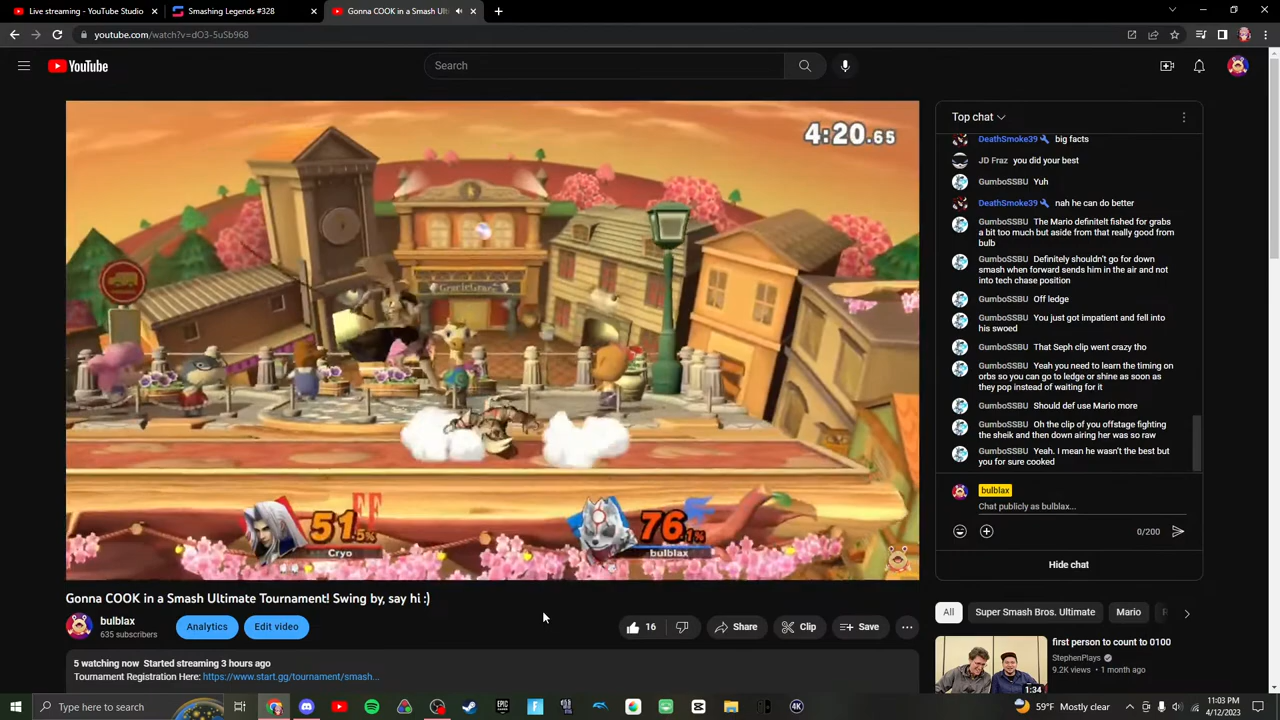 Live streaming - YouTube Studio
Smashing Legends #328
Gonna COOK in a Smash Ulti
youtube.com/watch?v=dO3-5uSb968
YouTube
Search
4:20.65
GracieGrace
51.5%
Cryo
76.1%
bulblax
Top chat
DeathSmoke39 big facts
JD Fraz you did your best
GumboSSBU Yuh
DeathSmoke39 nah he can do better
GumboSSBU The Mario definitelt fished for grabs
a bit too much but aside from that really good from
bulb
GumboSSBU Definitely shouldn't go for down
smash when forward sends him in the air and not
into tech chase position
GumboSSBU Off ledge
GumboSSBU You just got impatient and fell into
his swoed
GumboSSBU That Seph clip went crazy tho
GumboSSBU Yeah you need to learn the timing on
orbs so you can go to ledge or shine as soon as
they pop instead of waiting for it
GumboSSBU Should def use Mario more
GumboSSBU Oh the clip of you offstage fighting
the sheik and then down airing her was so raw
GumboSSBU Yeah. I mean he wasn't the best but
you for sure cooked
bulblax
Chat publicly as bulblax...
0/200
Hide chat
Gonna COOK in a Smash Ultimate Tournament! Swing by, say hi :)
bulblax
635 subscribers
Analytics
Edit video
16
Share
Clip
Save
5 watching now Started streaming 3 hours ago
Tournament Registration Here: https://www.start.gg/tournament/smash...
All
Super Smash Bros. Ultimate
Mario
first person to count to 0100
StephenPlays
9.2K views • 1 month ago
1:34
Type here to search
59°F Mostly clear
11:03 PM
4/12/2023